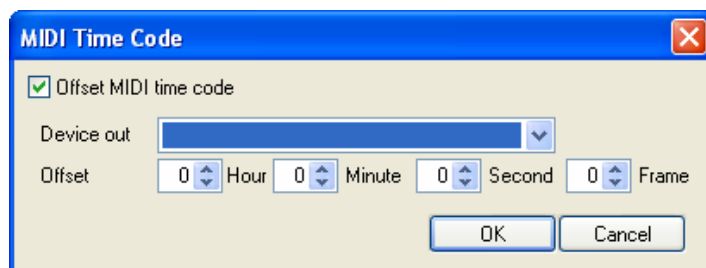 MIDI Time Code
Offset MIDI time code
Device out
Offset 0 Hour 0 Minute 0 Second 0 Frame
OK Cancel